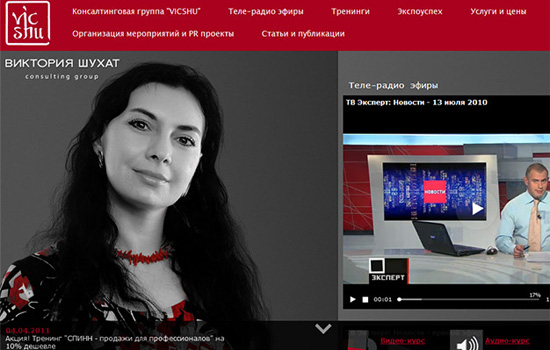 vic
shu
Консалтинговая группа "VICSHU"
Теле-радио эфиры
Тренинги
Экспоуспех
Услуги и цены
Организация мероприятий и PR проекты
Статьи и публикации
ВИКТОРИЯ ШУХАТ
consulting group
Теле-радио эфиры
ТВ Эксперт: Новости - 13 июля 2010
НОВОСТИ
ЭКСПЕРТ
00:01
17%
04.04.2011
Акция! Тренинг "СПИНН - продажи для профессионалов" на
10% дешевле
Видео-курс
Аудио-курс